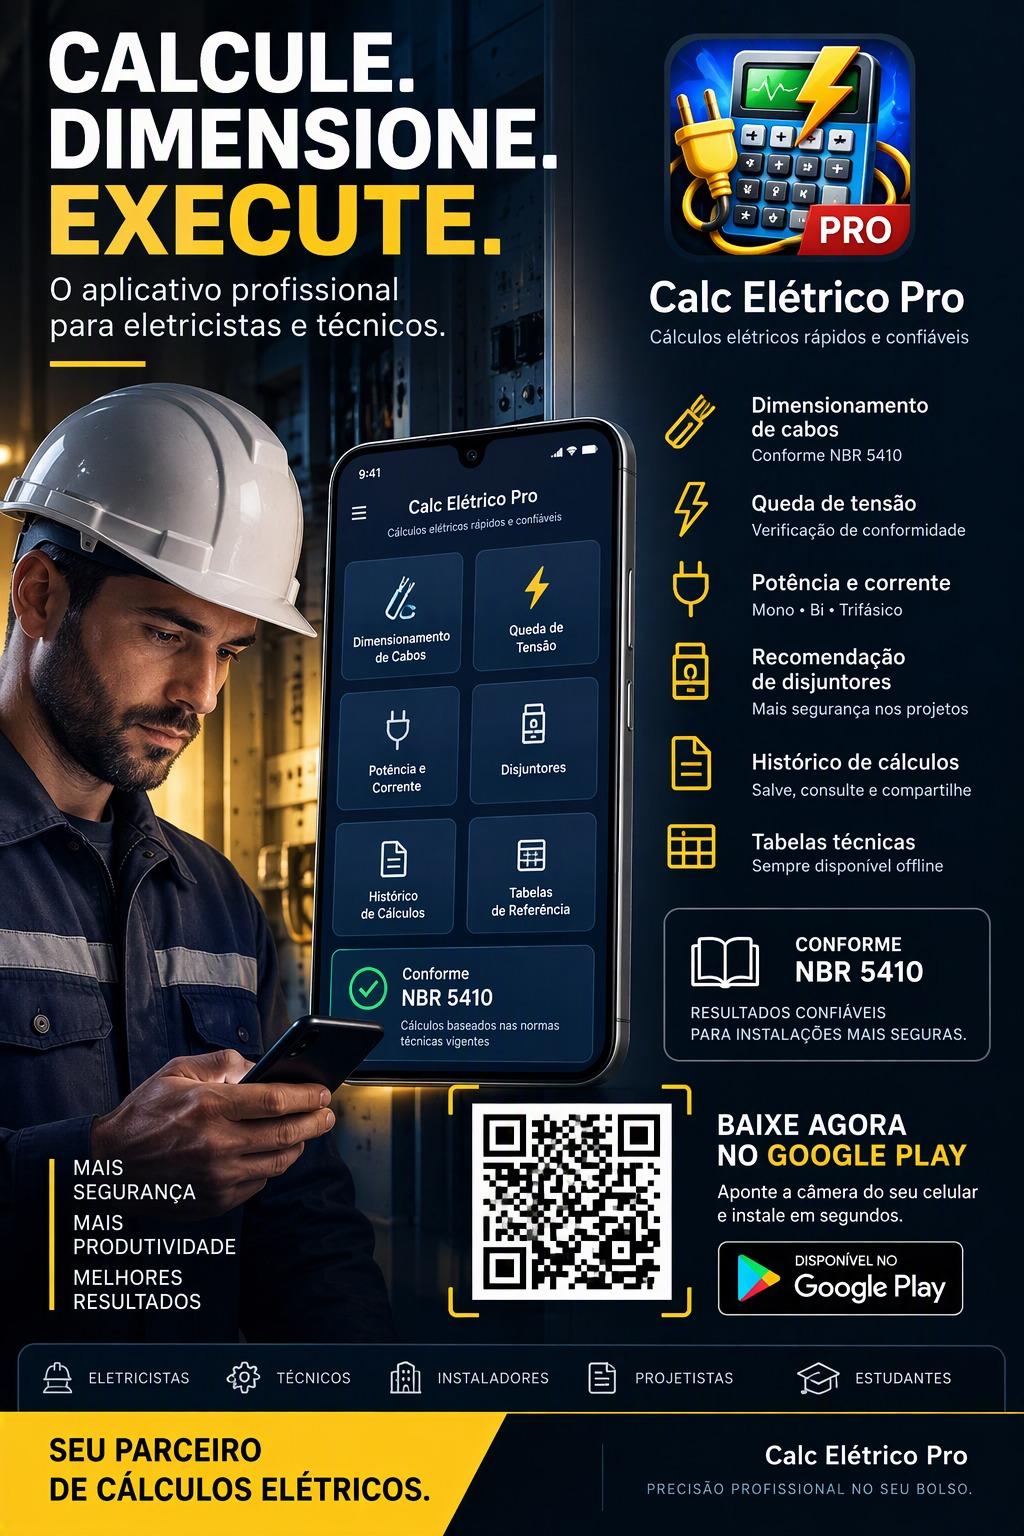 CALCULE.
DIMENSIONE.
EXECUTE.
O aplicativo profissional
para eletricistas e técnicos.
PRO
Calc Elétrico Pro
Cálculos elétricos rápidos e confiáveis
Dimensionamento
de cabos
Conforme NBR 5410
Queda de tensão
Verificação de conformidade
Potência e corrente
Mono • Bi • Trifásico
Recomendação
de disjuntores
Mais segurança nos projetos
Histórico de cálculos
Salve, consulte e compartilhe
Tabelas técnicas
Sempre disponível offline
9:41
Calc Elétrico Pro
Cálculos elétricos rápidos e confiáveis
Dimensionamento
de Cabos
Queda de
Tensão
Potência e
Corrente
Disjuntores
Histórico
de Cálculos
Tabelas
de Referência
Conforme
NBR 5410
Cálculos baseados nas normas
técnicas vigentes
CONFORME
NBR 5410
RESULTADOS CONFIÁVEIS
PARA INSTALAÇÕES MAIS SEGURAS.
MAIS
SEGURANÇA
MAIS
PRODUTIVIDADE
MELHORES
RESULTADOS
BAIXE AGORA
NO GOOGLE PLAY
Aponte a câmera do seu celular
e instale em segundos.
DISPONÍVEL NO
Google Play
ELETRICISTAS
TÉCNICOS
INSTALADORES
PROJETISTAS
ESTUDANTES
SEU PARCEIRO
DE CÁLCULOS ELÉTRICOS.
Calc Elétrico Pro
PRECISÃO PROFISSIONAL NO SEU BOLSO.